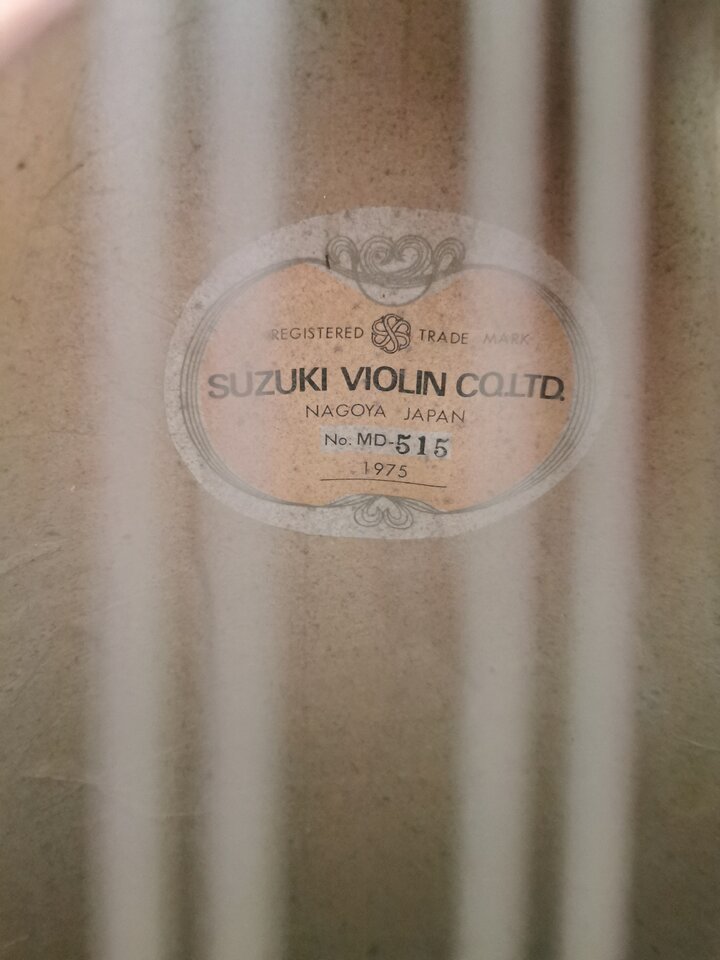 REGISTERED TRADE MARK
SUZUKI VIOLIN CO.LTD.
NAGOYA JAPAN
No. MD-515
1975